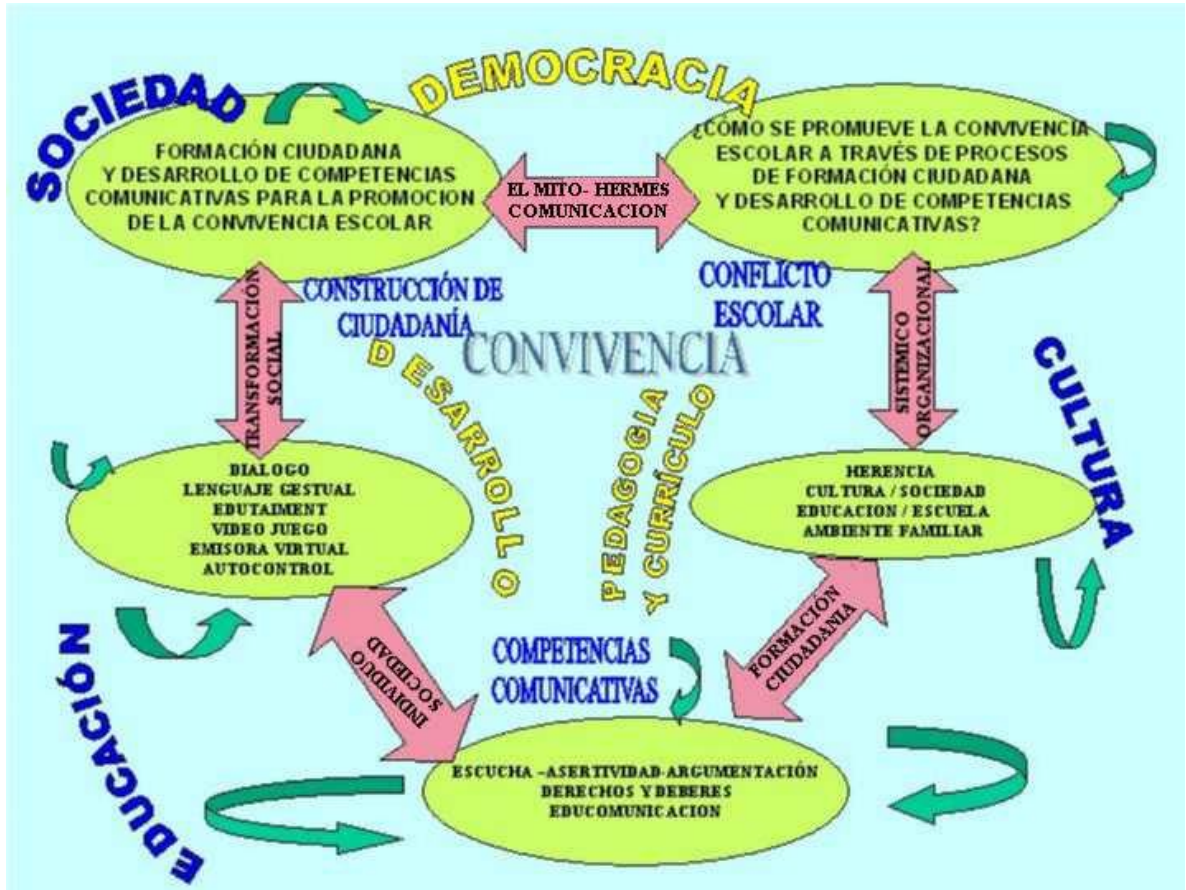 SOCIEDAD
DEMOCRACIA
FORMACIÓN CIUDADANA
Y DESARROLLO DE COMPETENCIAS
COMUNICATIVAS PARA LA PROMOCION
DE LA CONVIVENCIA ESCOLAR
EL MITO- HERMES
COMUNICACION
¿CÓMO SE PROMUEVE LA CONVIVENCIA
ESCOLAR A TRAVÉS DE PROCESOS
DE FORMACIÓN CIUDADANA
Y DESARROLLO DE COMPETENCIAS
COMUNICATIVAS?
TRANSFORMACIÓN
SOCIAL
CONSTRUCCIÓN DE
CIUDADANÍA
CONFLICTO
ESCOLAR
SISTEMICO
ORGANIZACIONAL
CONVIVENCIA
DESARROLLO
PEDAGOGIA
Y CURRÍCULO
CULTURA
DIALOGO
LENGUAJE GESTUAL
EDUTAIMENT
VIDEO JUEGO
EMISORA VIRTUAL
AUTOCONTROL
HERENCIA
CULTURA / SOCIEDAD
EDUCACION / ESCUELA
AMBIENTE FAMILIAR
EDUCACIÓN
INDIVIDUO
SOCIEDAD
COMPETENCIAS
COMUNICATIVAS
FORMACIÓN
CIUDADANIA
ESCUCHA –ASERTIVIDAD-ARGUMENTACIÓN
DERECHOS Y DEBERES
EDUCOMUNICACION